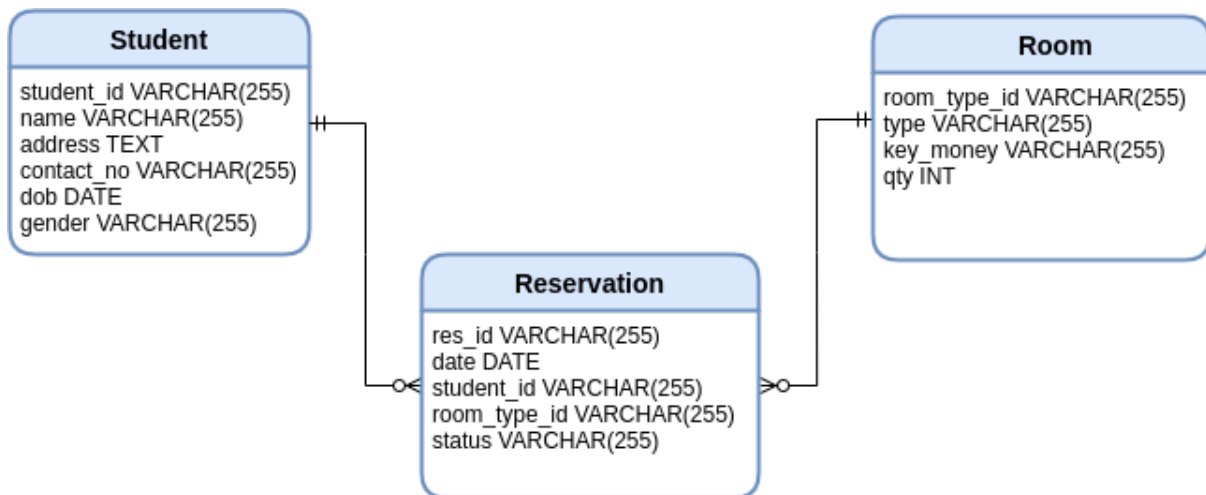 Student
student_id VARCHAR(255)
name VARCHAR(255)
address TEXT
contact_no VARCHAR(255)
dob DATE
gender VARCHAR(255)
Room
room_type_id VARCHAR(255)
type VARCHAR(255)
key_money VARCHAR(255)
qty INT
Reservation
res_id VARCHAR(255)
date DATE
student_id VARCHAR(255)
room_type_id VARCHAR(255)
status VARCHAR(255)